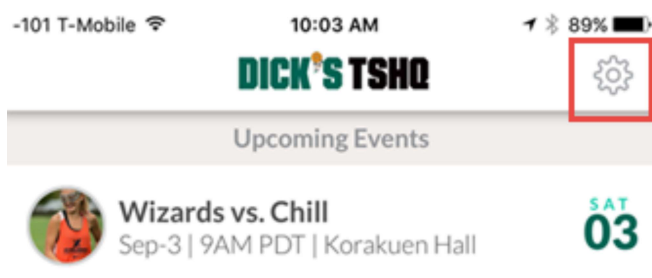 -101 T-Mobile 10:03 AM 89%
DICK'S TSHQ
Upcoming Events
Wizards vs. Chill
Sep-3 | 9AM PDT | Korakuen Hall
SAT
03